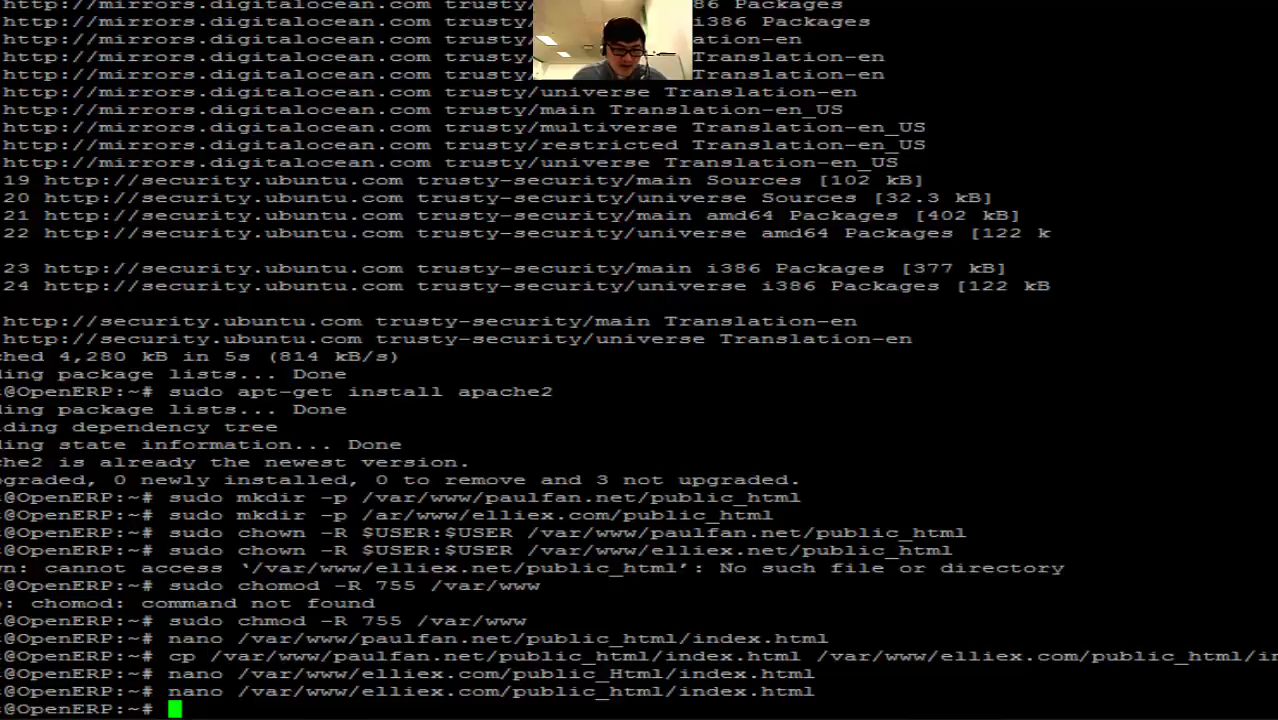 http://mirrors.digitalocean.com trusty/ 86 Packages
http://mirrors.digitalocean.com trusty/ i386 Packages
http://mirrors.digitalocean.com trusty/ ation-en
http://mirrors.digitalocean.com trusty/ Translation-en
http://mirrors.digitalocean.com trusty/ Translation-en
http://mirrors.digitalocean.com trusty/universe Translation-en
http://mirrors.digitalocean.com trusty/main Translation-en_US
http://mirrors.digitalocean.com trusty/multiverse Translation-en_US
http://mirrors.digitalocean.com trusty/restricted Translation-en_US
http://mirrors.digitalocean.com trusty/universe Translation-en_US
19 http://security.ubuntu.com trusty-security/main Sources [102 kB]
20 http://security.ubuntu.com trusty-security/universe Sources [32.3 kB]
21 http://security.ubuntu.com trusty-security/main amd64 Packages [402 kB]
22 http://security.ubuntu.com trusty-security/universe amd64 Packages [122 k
23 http://security.ubuntu.com trusty-security/main i386 Packages [377 kB]
24 http://security.ubuntu.com trusty-security/universe i386 Packages [122 kB
http://security.ubuntu.com trusty-security/main Translation-en
http://security.ubuntu.com trusty-security/universe Translation-en
ched 4,280 kB in 5s (814 kB/s)
ding package lists... Done
@OpenERP:~# sudo apt-get install apache2
ding package lists... Done
lding dependency tree
ding state information... Done
che2 is already the newest version.
pgraded, 0 newly installed, 0 to remove and 3 not upgraded.
@OpenERP:~# sudo mkdir -p /var/www/paulfan.net/public_html
@OpenERP:~# sudo mkdir -p /ar/www/elliex.com/public_html
@OpenERP:~# sudo chown -R $USER:$USER /var/www/paulfan.net/public_html
@OpenERP:~# sudo chown -R $USER:$USER /var/www/elliex.net/public_html
wn: cannot access ‘/var/www/elliex.net/public_html’: No such file or directory
@OpenERP:~# sudo chomod -R 755 /var/www
: chomod: command not found
@OpenERP:~# sudo chmod -R 755 /var/www
@OpenERP:~# nano /var/www/paulfan.net/public_html/index.html
@OpenERP:~# cp /var/www/paulfan.net/public_html/index.html /var/www/elliex.com/public_html/in
@OpenERP:~# nano /var/www/elliex.com/public_Html/index.html
@OpenERP:~# nano /var/www/elliex.com/public_html/index.html
@OpenERP:~#